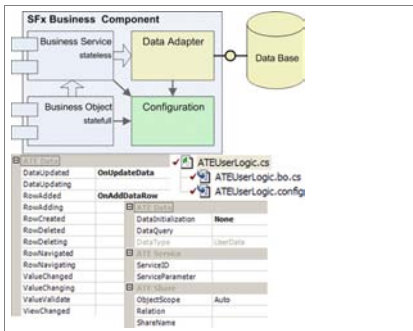 SFx Business Component
Business Service
stateless
Data Adapter
Data Base
Business Object
statefull
Configuration
ATE Data
DataUpdated OnUpdateData
DataUpdating
RowAdded OnAddDataRow
RowAdding
RowCreated
RowDeleted
RowDeleting
RowNavigated
RowNavigating
ValueChanged
ValueChanging
ValueValidate
ViewChanged
ATEUserLogic.cs
ATEUserLogic.bo.cs
ATEUserLogic.config
ATE Data
DataInitialization None
DataQuery
DataType UserData
ATE Service
ServiceID
ServiceParameter
ATE Share
ObjectScope Auto
Relation
ShareName